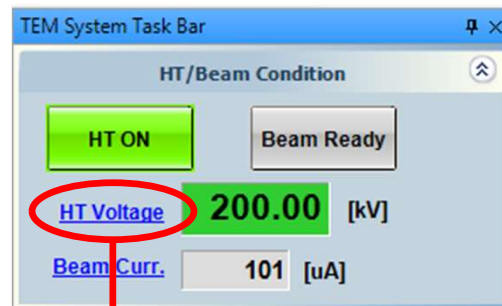 TEM System Task Bar
HT/Beam Condition
HT ON Beam Ready
HT Voltage 200.00 [kV]
Beam Curr. 101 [uA]